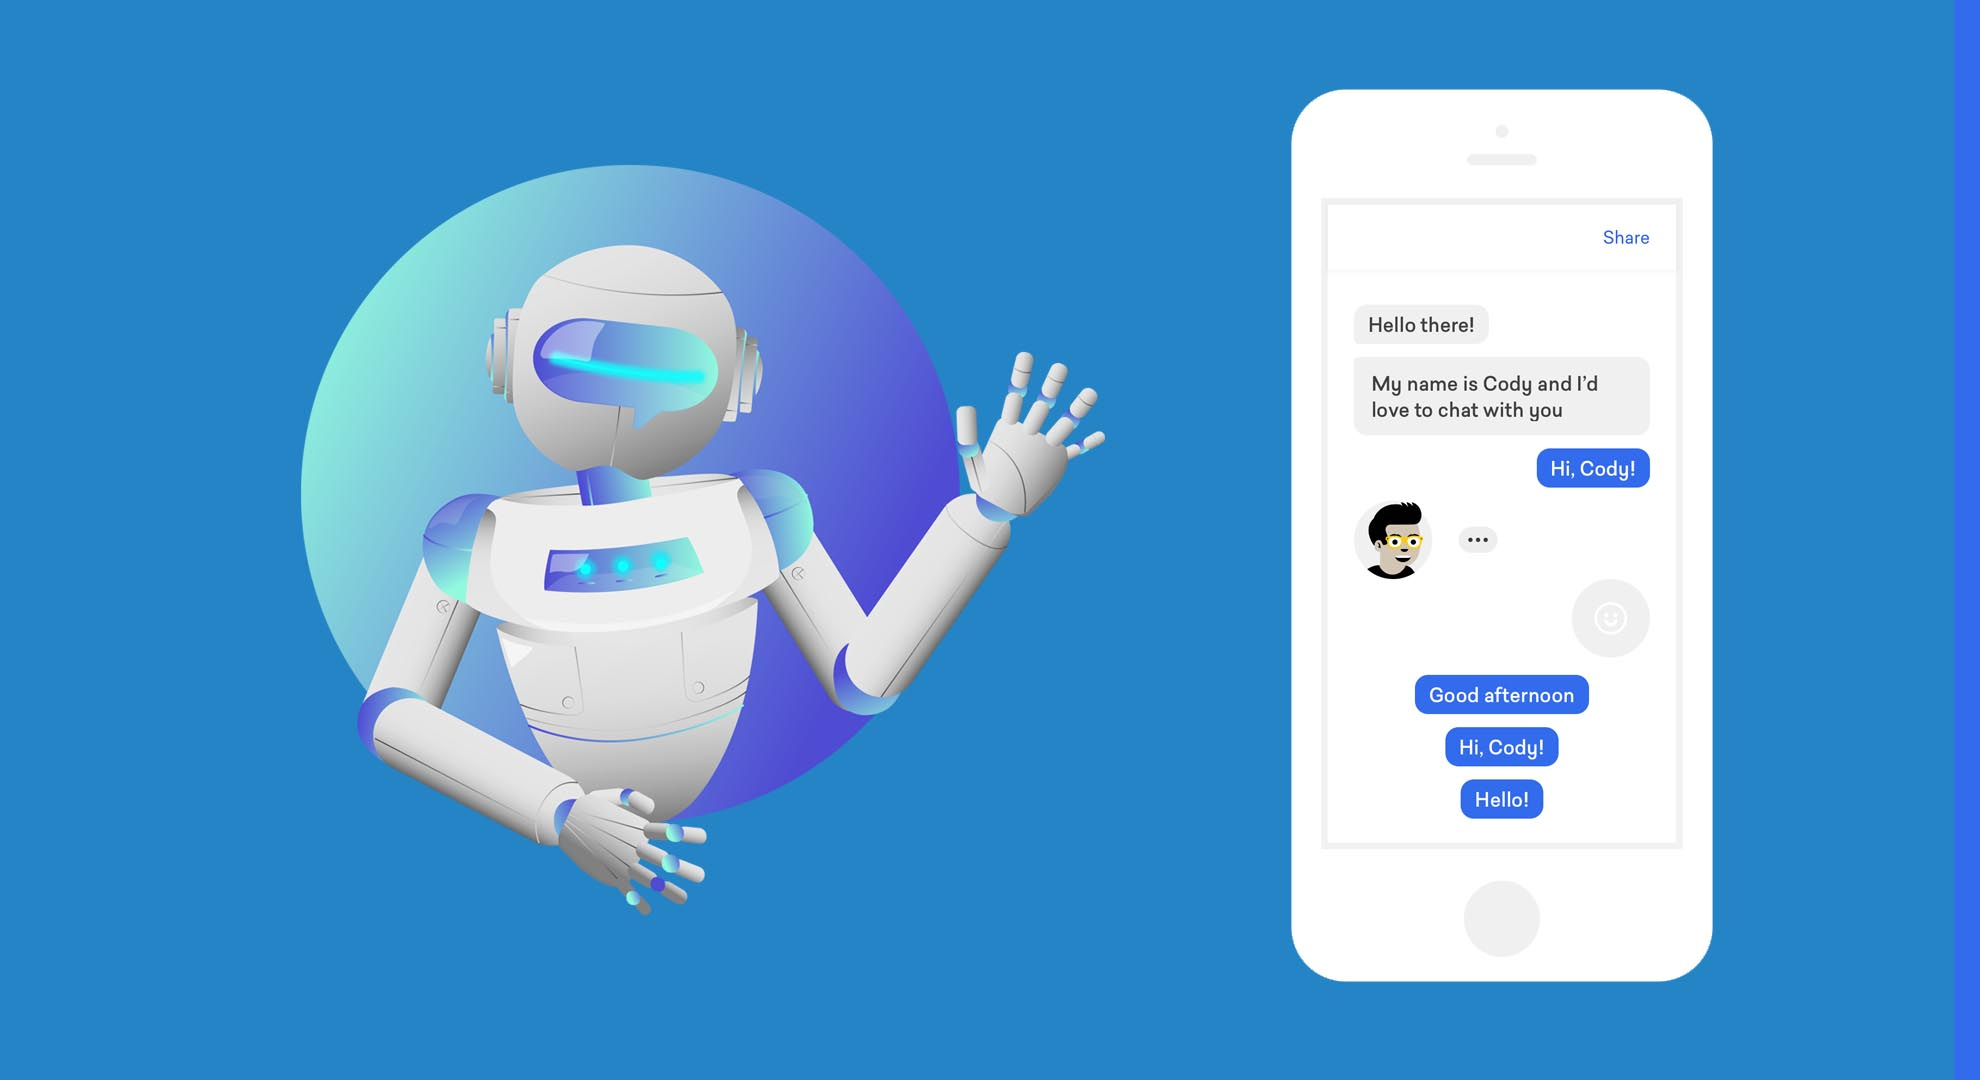 Share
Hello there!
My name is Cody and I’d
love to chat with you
Hi, Cody!
Good afternoon
Hi, Cody!
Hello!